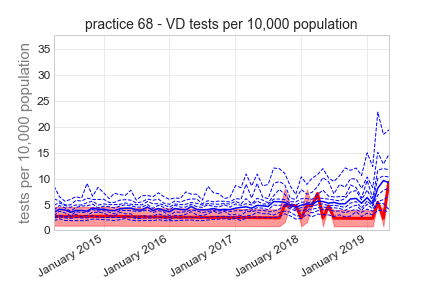 practice 68 - VD tests per 10,000 population
tests per 10,000 population
35
30
25
20
15
10
5
0
January 2015
January 2016
January 2017
January 2018
January 2019